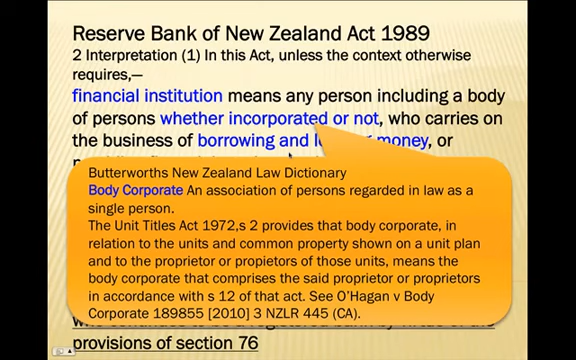 Reserve Bank of New Zealand Act 1989
2 Interpretation (1) In this Act, unless the context otherwise
requires,—
financial institution means any person including a body
of persons whether incorporated or not, who carries on
the business of borrowing and money, or
Butterworths New Zealand Law Dictionary
Body Corporate An association of persons regarded in law as a
single person.
The Unit Titles Act 1972,s 2 provides that body corporate, in
relation to the units and common property shown on a unit plan
and to the proprietor or propietors of those units, means the
body corporate that comprises the said proprietor or proprietors
in accordance with s 12 of that act. See O'Hagan v Body
Corporate 189855 [2010] 3 NZLR 445 (CA).
provisions of section 76